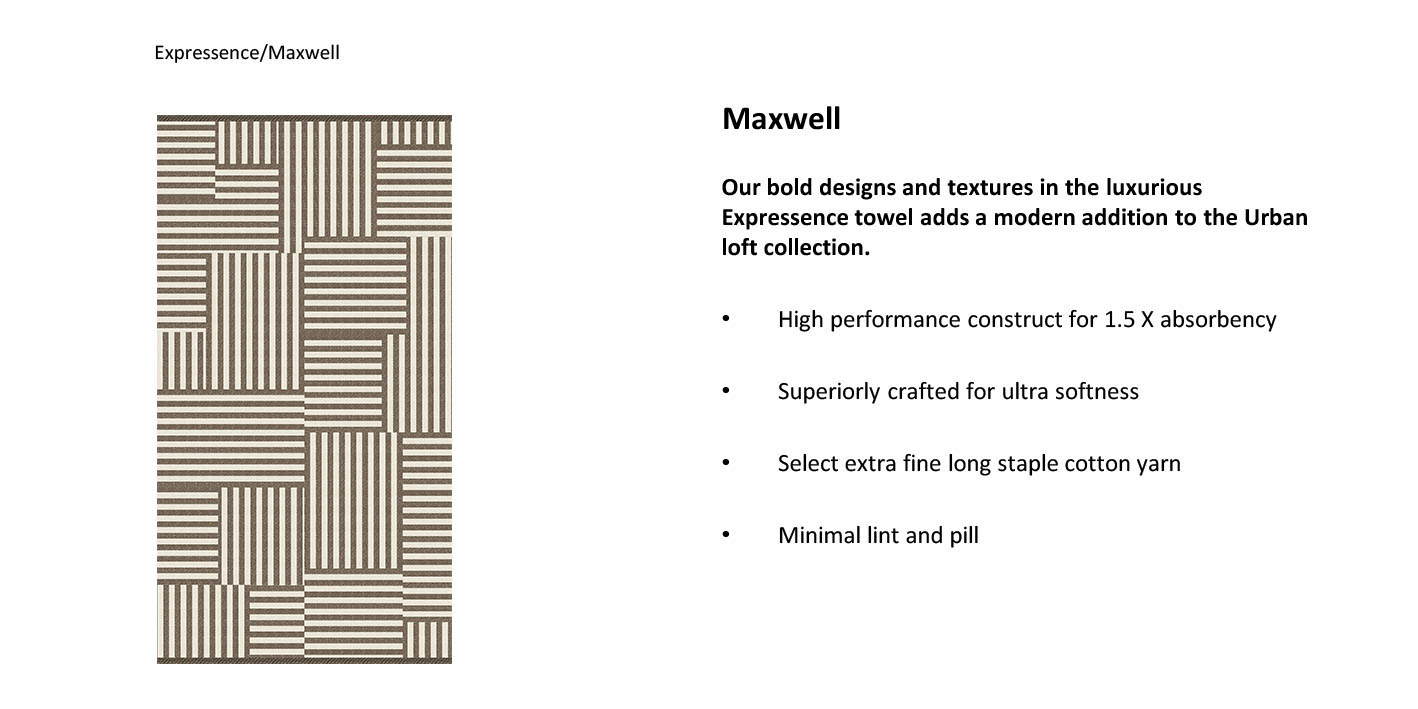 Expressence/Maxwell
Maxwell
Our bold designs and textures in the luxurious
Expressence towel adds a modern addition to the Urban
loft collection.
• High performance construct for 1.5 X absorbency
• Superiorly crafted for ultra softness
• Select extra fine long staple cotton yarn
• Minimal lint and pill